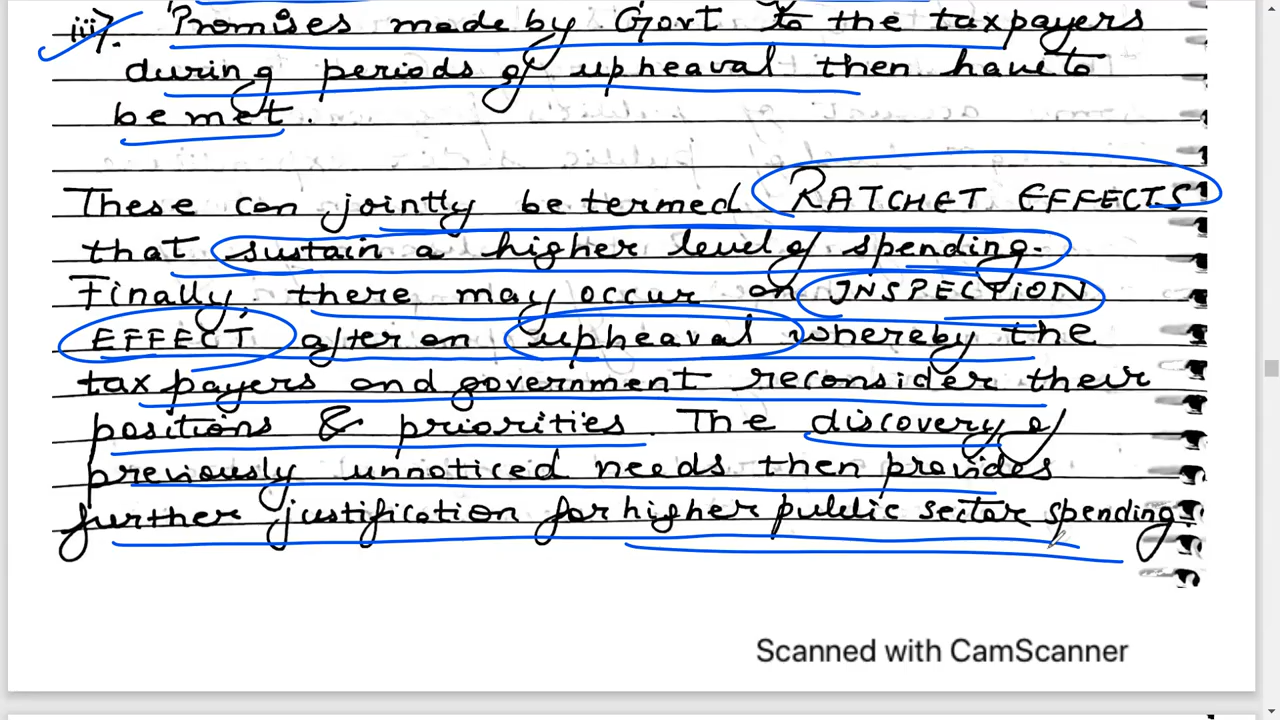 iii). Promises made by Govt to the taxpayers
during periods of upheaval then have to
be met.
These can jointly be termed RATCHET EFFECTS
that sustain a higher level of spending.
Finally, there may occur an INSPECTION
EFFECT after an upheaval whereby the
taxpayers and government reconsider their
positions & priorities. The discovery of
previously unnoticed needs then provides
further justification for higher public sector spending.
Scanned with CamScanner